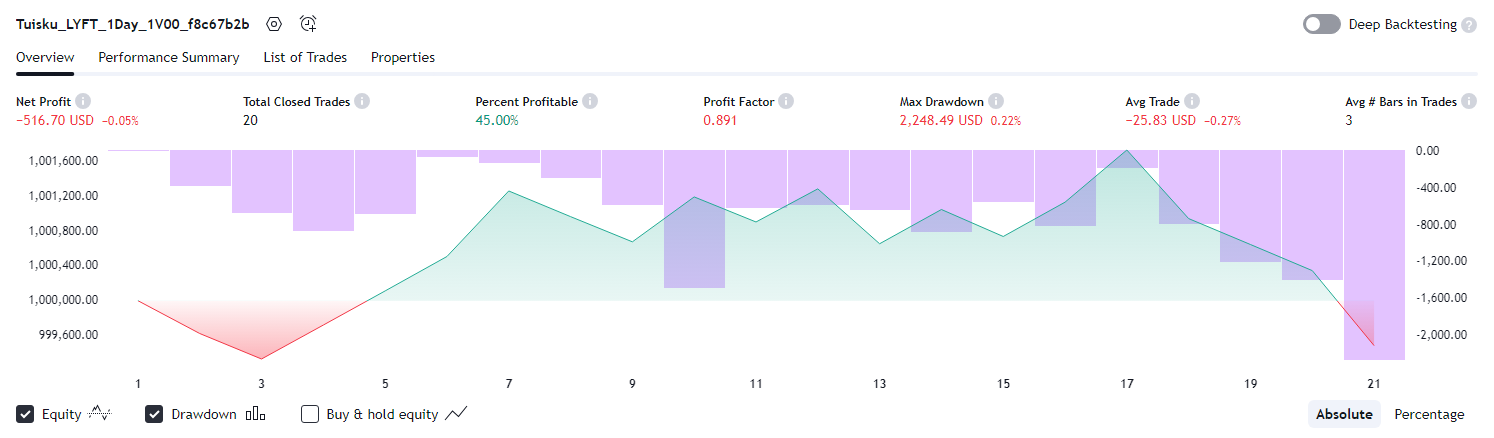 Tuisku_LYFT_1Day_1V00_f8c67b2b
Deep Backtesting ?
Overview Performance Summary List of Trades Properties
Net Profit Total Closed Trades Percent Profitable Profit Factor Max Drawdown Avg Trade Avg # Bars in Trades
−516.70 USD −0.05% 20 45.00% 0.891 2,248.49 USD 0.22% −25.83 USD −0.27% 3
1,001,600.00 0.00
1,001,200.00 -400.00
1,000,800.00 -800.00
1,000,400.00 -1,200.00
1,000,000.00 -1,600.00
999,600.00 -2,000.00
1 3 5 7 9 11 13 15 17 19 21
Equity Drawdown Buy & hold equity Absolute Percentage